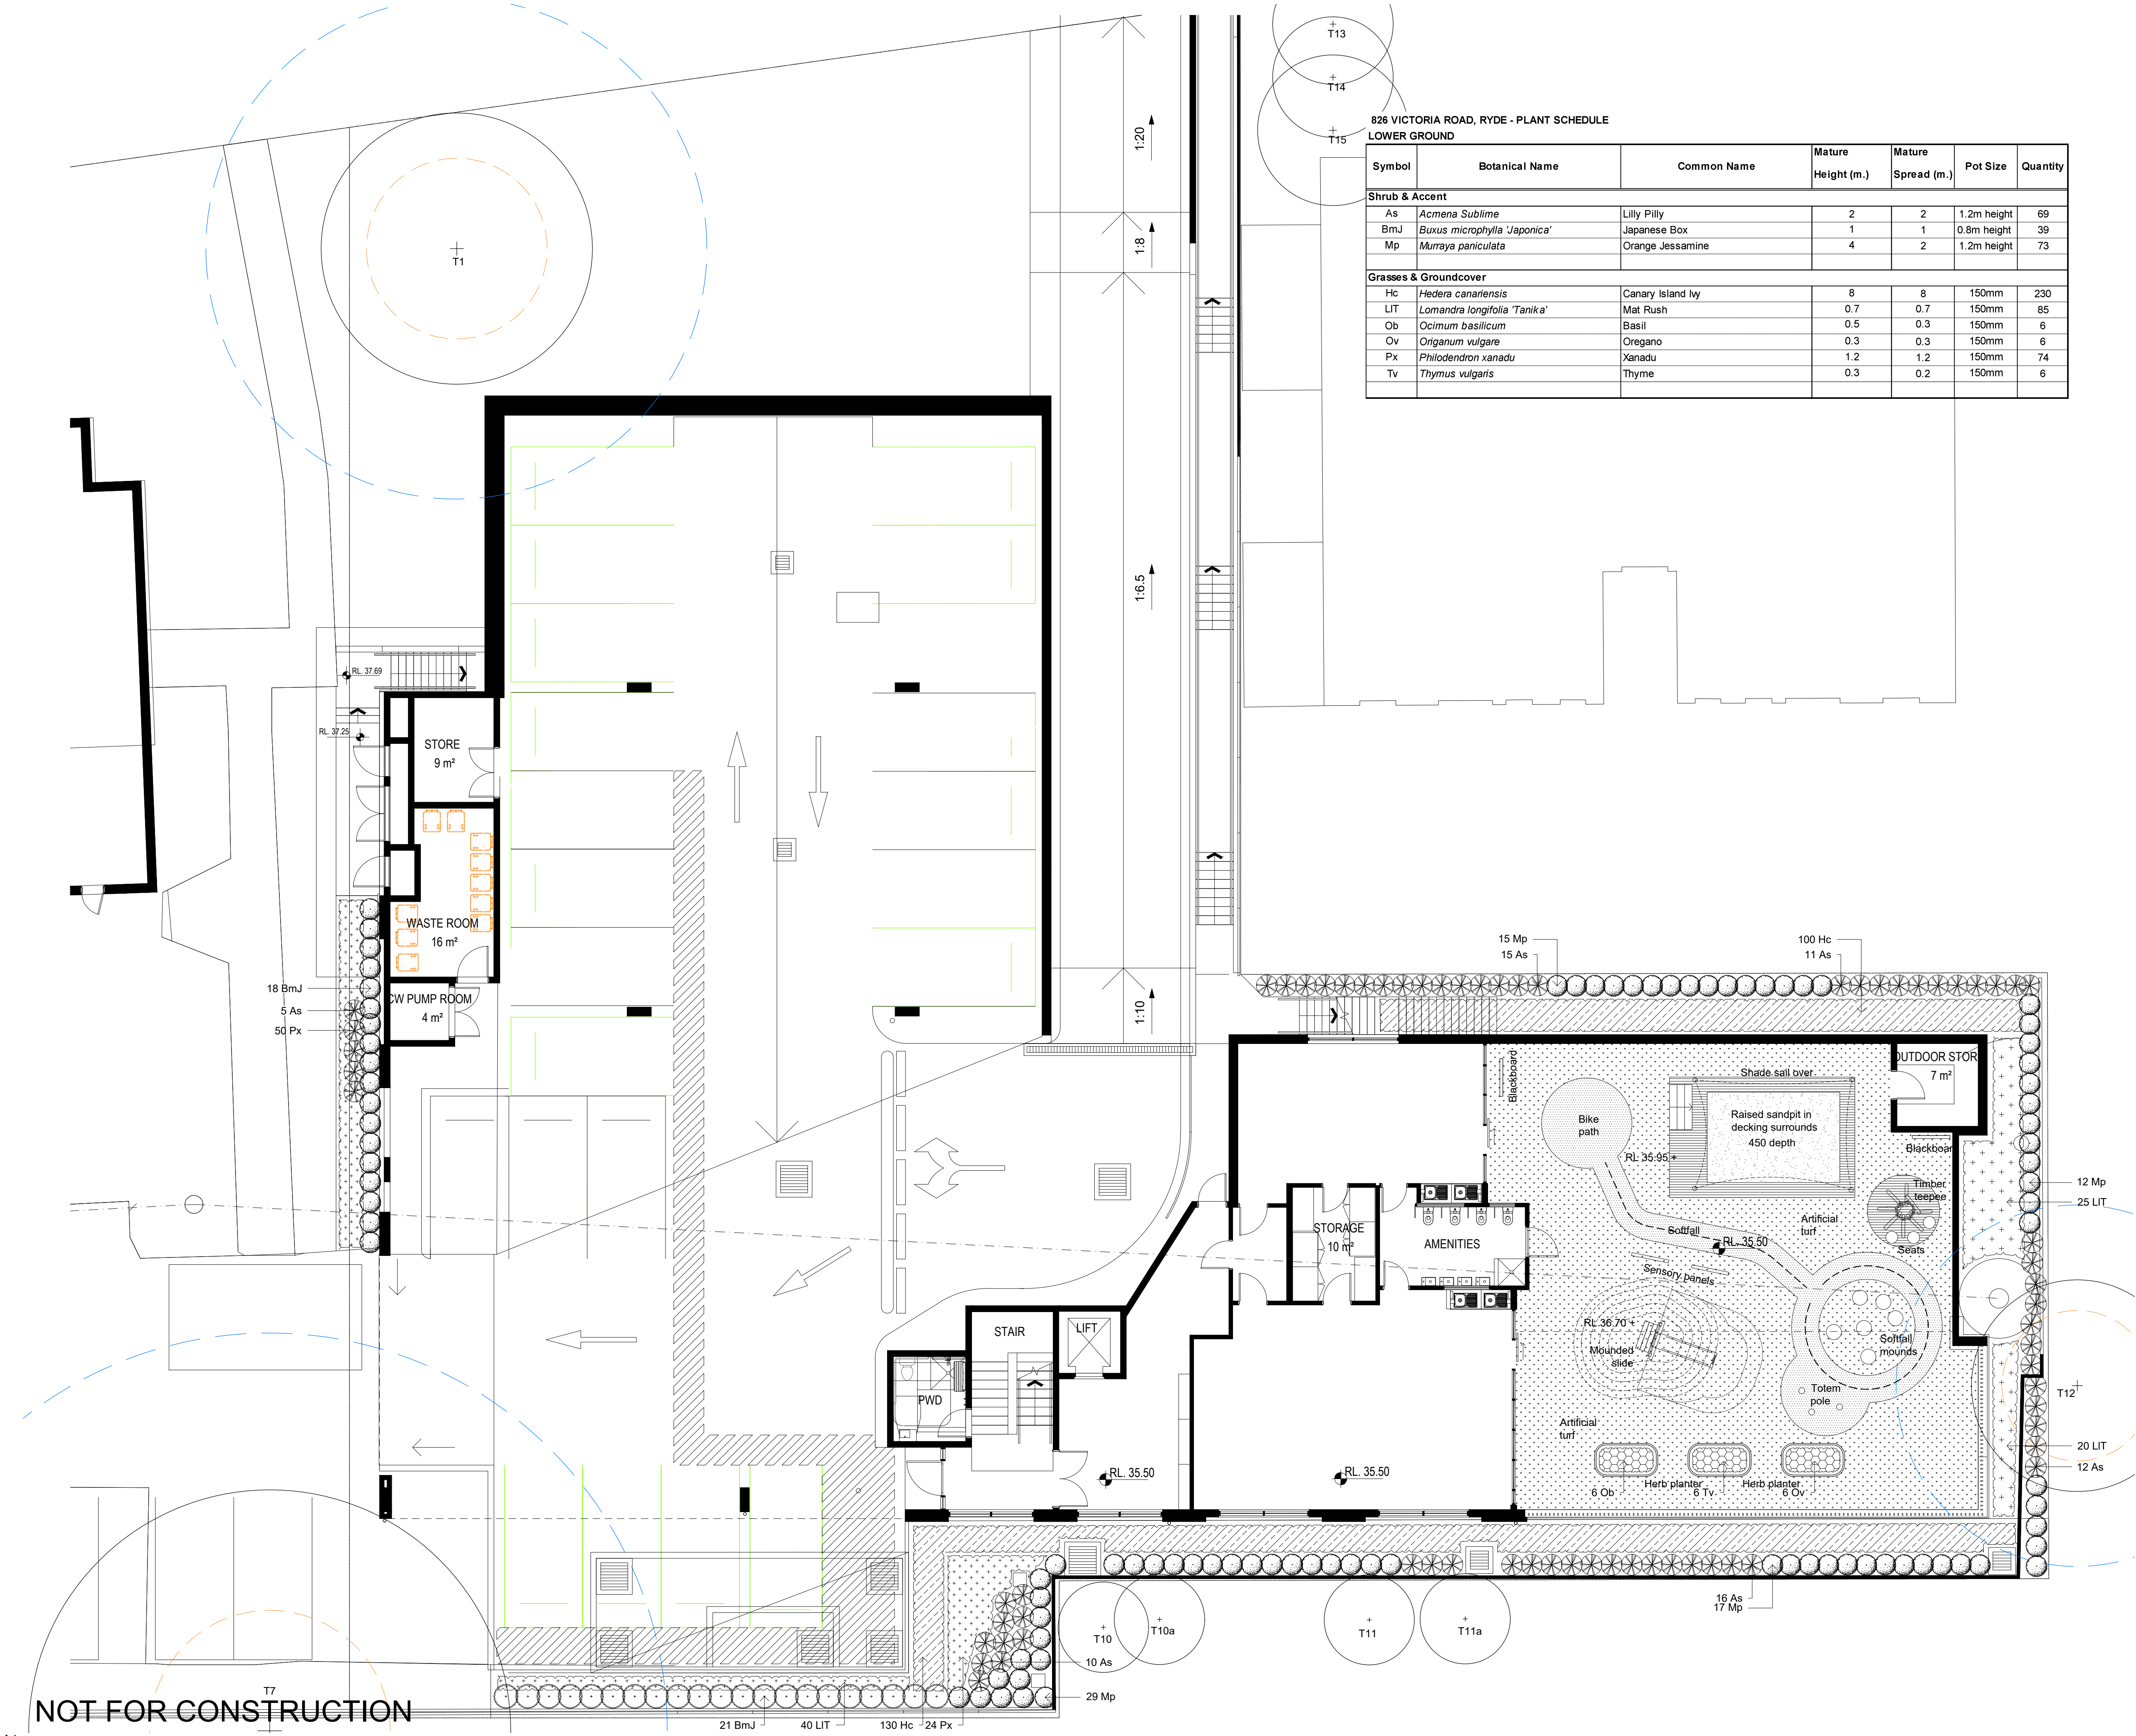 T13
T14
T15
826 VICTORIA ROAD, RYDE - PLANT SCHEDULE
LOWER GROUND
Symbol Botanical Name Common Name Mature Height (m.) Mature Spread (m.) Pot Size Quantity
Shrub & Accent
As Acmena Sublime Lilly Pilly 2 2 1.2m height 69
BmJ Buxus microphylla 'Japonica' Japanese Box 1 1 0.8m height 39
Mp Murraya paniculata Orange Jessamine 4 2 1.2m height 73
Grasses & Groundcover
Hc Hedera canariensis Canary Island Ivy 8 8 150mm 230
LlT Lomandra longifolia 'Tanika' Mat Rush 0.7 0.7 150mm 85
Ob Ocimum basilicum Basil 0.5 0.3 150mm 6
Ov Origanum vulgare Oregano 0.3 0.3 150mm 6
Px Philodendron xanadu Xanadu 1.2 1.2 150mm 74
Tv Thymus vulgaris Thyme 0.3 0.2 150mm 6
T1
1:20
1:8
1:6.5
1:10
RL. 37.69
RL. 37.25
STORE
9 m²
WASTE ROOM
16 m²
CW PUMP ROOM
4 m²
18 BmJ
5 As
50 Px
15 Mp
15 As
100 Hc
11 As
Blackboard
Shade sail over
OUTDOOR STOR
7 m²
Bike
path
Raised sandpit in
decking surrounds
450 depth
Blackboar
RL 35.95 +
Timber
teepee
12 Mp
25 LlT
Artificial
turf
Softfall
RL. 35.50
Seats
STORAGE
10 m²
AMENITIES
Sensory panels
RL 36.70 +
Mounded
slide
Softfall
mounds
Totem
pole
T12
STAIR
LIFT
PWD
Artificial
turf
20 LlT
12 As
RL. 35.50
RL. 35.50
Herb planter
Herb planter
6 Ob
6 Tv
6 Ov
16 As
17 Mp
T10
T10a
T11
T11a
10 As
29 Mp
T7
NOT FOR CONSTRUCTION
21 BmJ
40 LlT
130 Hc
24 Px